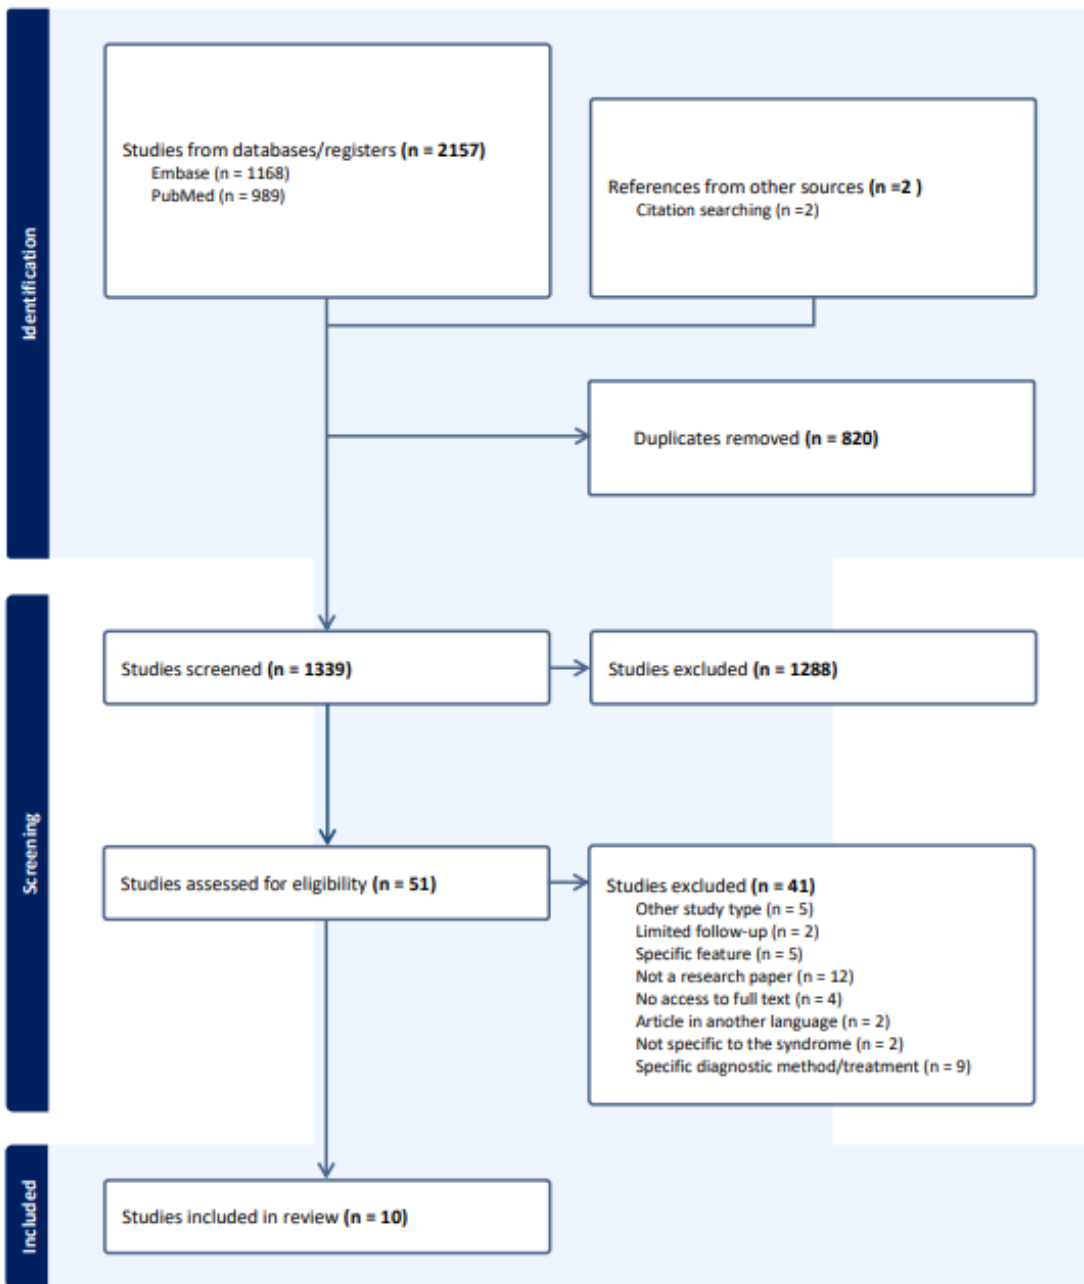 Identification
Studies from databases/registers (n = 2157)
Embase (n = 1168)
PubMed (n = 989)
References from other sources (n =2 )
Citation searching (n =2)
Duplicates removed (n = 820)
Screening
Studies screened (n = 1339)
Studies excluded (n = 1288)
Studies assessed for eligibility (n = 51)
Studies excluded (n = 41)
Other study type (n = 5)
Limited follow-up (n = 2)
Specific feature (n = 5)
Not a research paper (n = 12)
No access to full text (n = 4)
Article in another language (n = 2)
Not specific to the syndrome (n = 2)
Specific diagnostic method/treatment (n = 9)
Included
Studies included in review (n = 10)